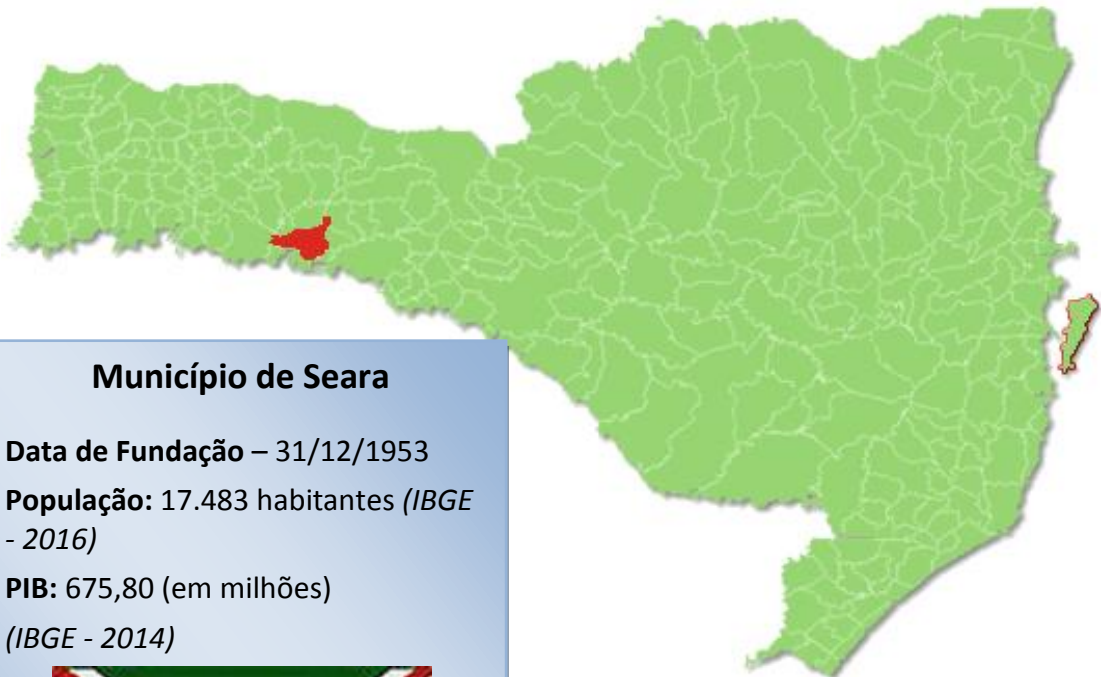 Município de Seara
Data de Fundação – 31/12/1953
População: 17.483 habitantes (IBGE
- 2016)
PIB: 675,80 (em milhões)
(IBGE - 2014)